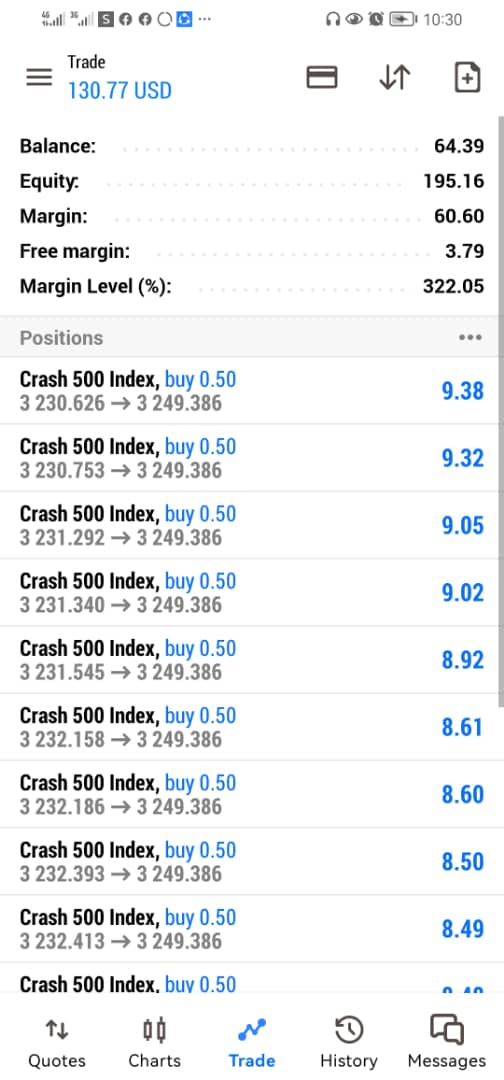 4G 3G S 10:30
Trade
130.77 USD
Balance: 64.39
Equity: 195.16
Margin: 60.60
Free margin: 3.79
Margin Level (%): 322.05
Positions
Crash 500 Index, buy 0.50
3 230.626 → 3 249.386 9.38
Crash 500 Index, buy 0.50
3 230.753 → 3 249.386 9.32
Crash 500 Index, buy 0.50
3 231.292 → 3 249.386 9.05
Crash 500 Index, buy 0.50
3 231.340 → 3 249.386 9.02
Crash 500 Index, buy 0.50
3 231.545 → 3 249.386 8.92
Crash 500 Index, buy 0.50
3 232.158 → 3 249.386 8.61
Crash 500 Index, buy 0.50
3 232.186 → 3 249.386 8.60
Crash 500 Index, buy 0.50
3 232.393 → 3 249.386 8.50
Crash 500 Index, buy 0.50
3 232.413 → 3 249.386 8.49
Crash 500 Index, buy 0.50
Quotes Charts Trade History Messages